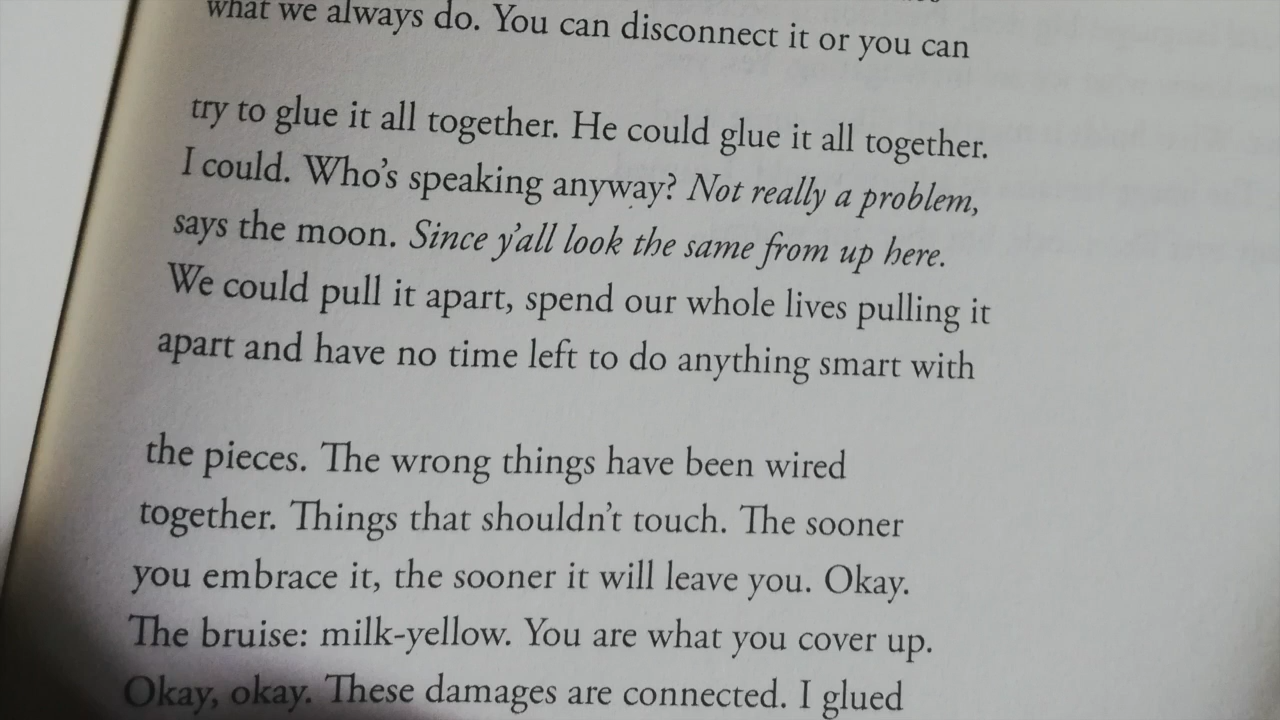 what we always do. You can disconnect it or you can
try to glue it all together. He could glue it all together.
I could. Who's speaking anyway? Not really a problem,
says the moon. Since y'all look the same from up here.
We could pull it apart, spend our whole lives pulling it
apart and have no time left to do anything smart with
the pieces. The wrong things have been wired
together. Things that shouldn't touch. The sooner
you embrace it, the sooner it will leave you. Okay.
The bruise: milk-yellow. You are what you cover up.
Okay, okay. These damages are connected. I glued